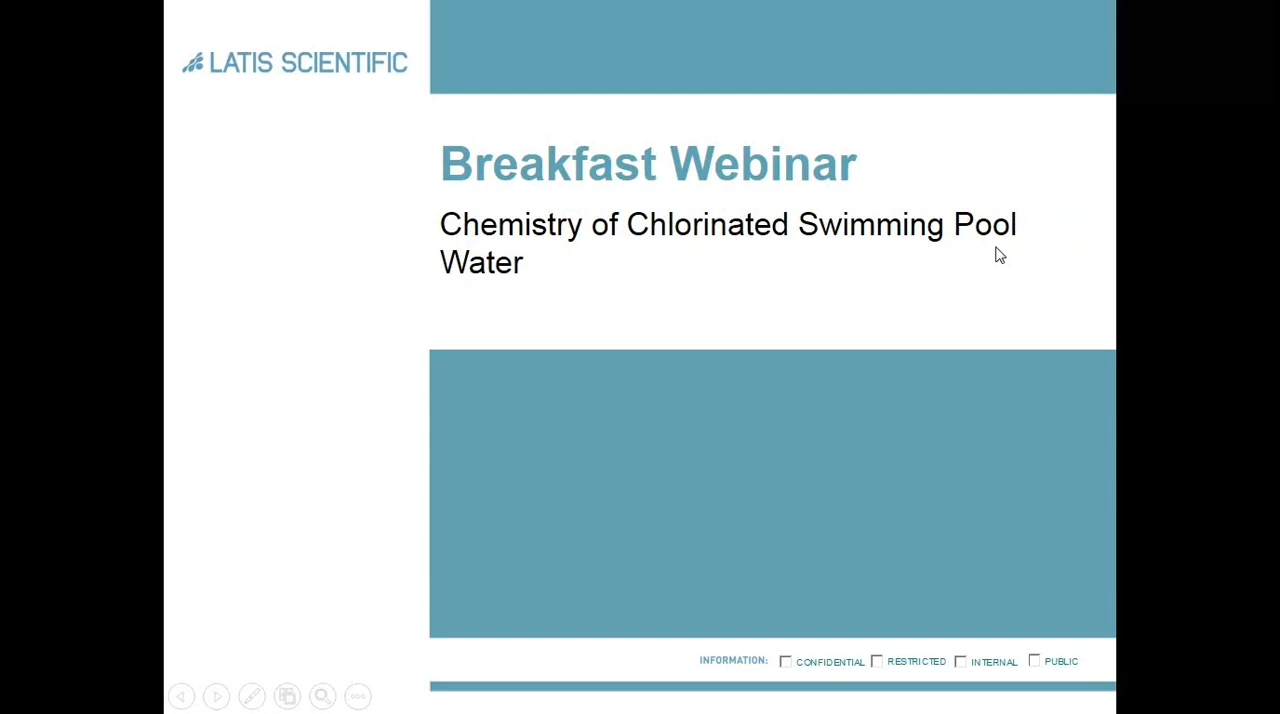 LATIS SCIENTIFIC
Breakfast Webinar
Chemistry of Chlorinated Swimming Pool
Water
INFORMATION: CONFIDENTIAL RESTRICTED INTERNAL PUBLIC